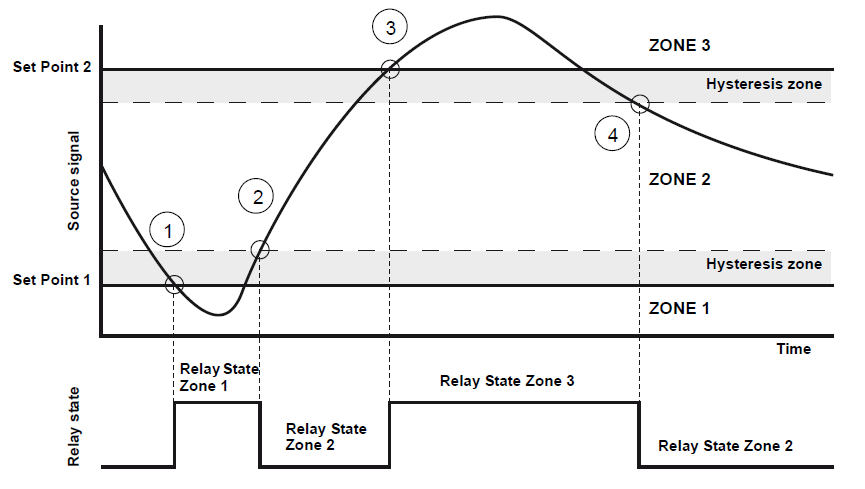 3
ZONE 3
Set Point 2
Hysteresis zone
4
Source signal
ZONE 2
2
1
Hysteresis zone
Set Point 1
ZONE 1
Time
Relay State
Zone 1
Relay State Zone 3
Relay state
Relay State
Zone 2
Relay State Zone 2